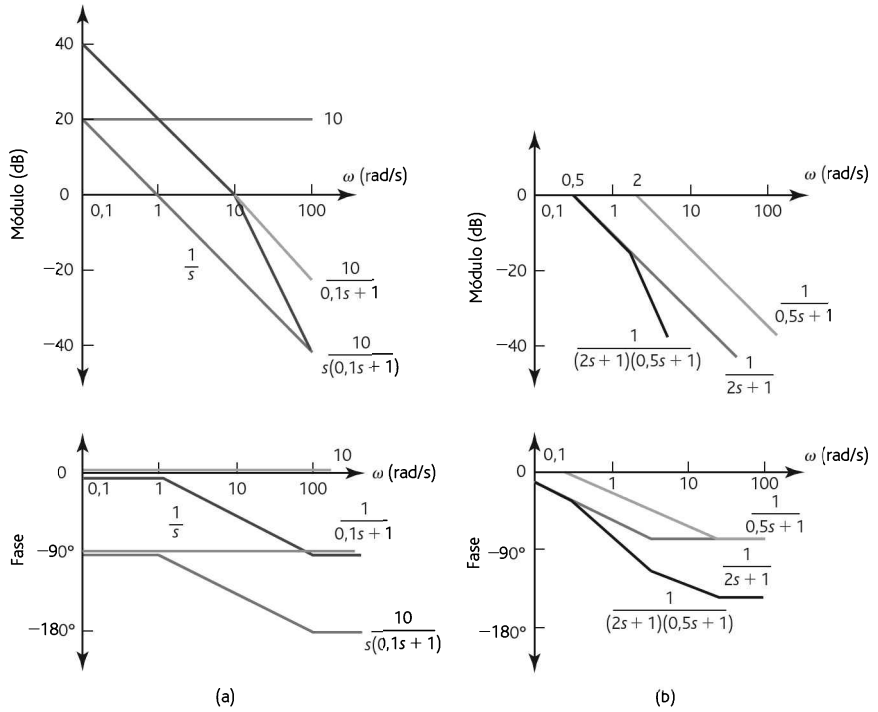 40
20
10
Módulo (dB)
0
ω (rad/s)
0,1
1
10
100
1/s
−20
10/(0,1s + 1)
−40
10/(s(0,1s + 1))
0,5
2
ω (rad/s)
0
0,1
1
10
100
Módulo (dB)
−20
1/(0,5s + 1)
−40
1/((2s + 1)(0,5s + 1))
1/(2s + 1)
10
0
ω (rad/s)
0,1
1
10
100
1/s
1/(0,1s + 1)
Fase
−90°
−180°
10/(s(0,1s + 1))
(a)
0,1
0
ω (rad/s)
1
10
100
1/(0,5s + 1)
Fase
−90°
1/(2s + 1)
1/((2s + 1)(0,5s + 1))
−180°
(b)